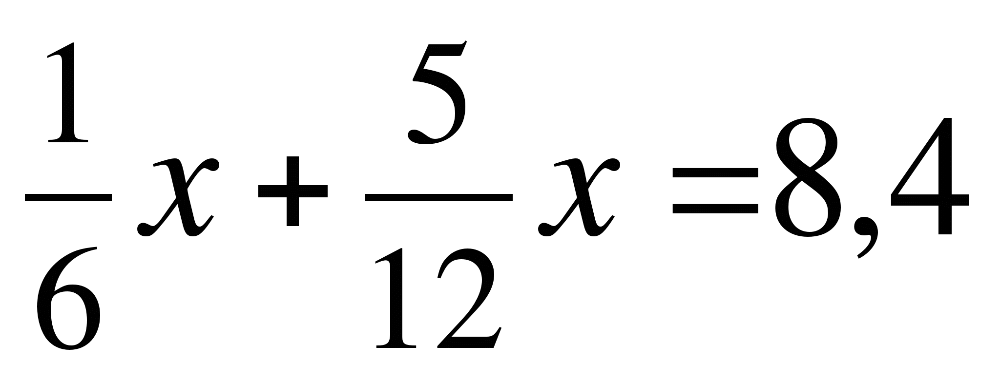 1/6 x + 5/12 x = 8,4